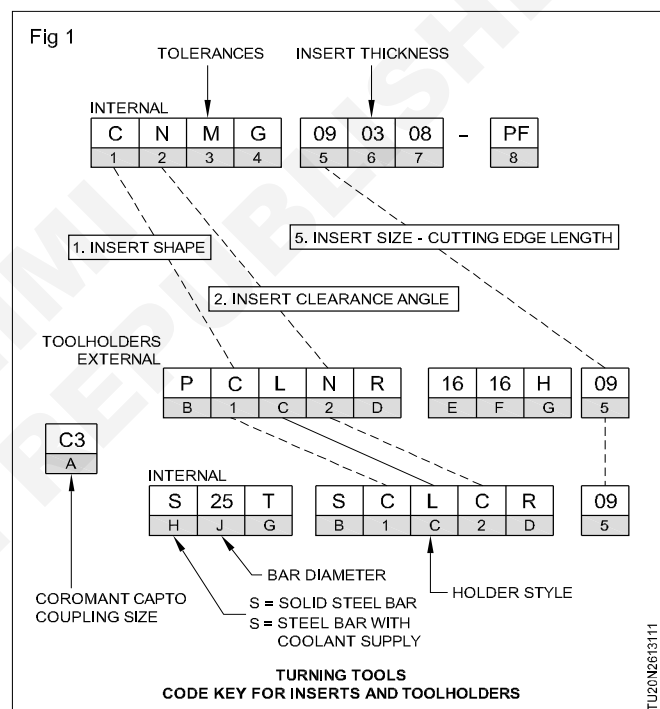 Fig 1
TOLERANCES INSERT THICKNESS
INTERNAL
C N M G 09 03 08 - PF
1 2 3 4 5 6 7 8
1. INSERT SHAPE
5. INSERT SIZE - CUTTING EDGE LENGTH
2. INSERT CLEARANCE ANGLE
TOOLHOLDERS
EXTERNAL
P C L N R 16 16 H 09
B 1 C 2 D E F G 5
C3
A
INTERNAL
S 25 T S C L C R 09
H J G B 1 C 2 D 5
BAR DIAMETER
HOLDER STYLE
COROMANT CAPTO
COUPLING SIZE
S = SOLID STEEL BAR
S = STEEL BAR WITH
COOLANT SUPPLY
TURNING TOOLS
CODE KEY FOR INSERTS AND TOOLHOLDERS
TU20N2613111